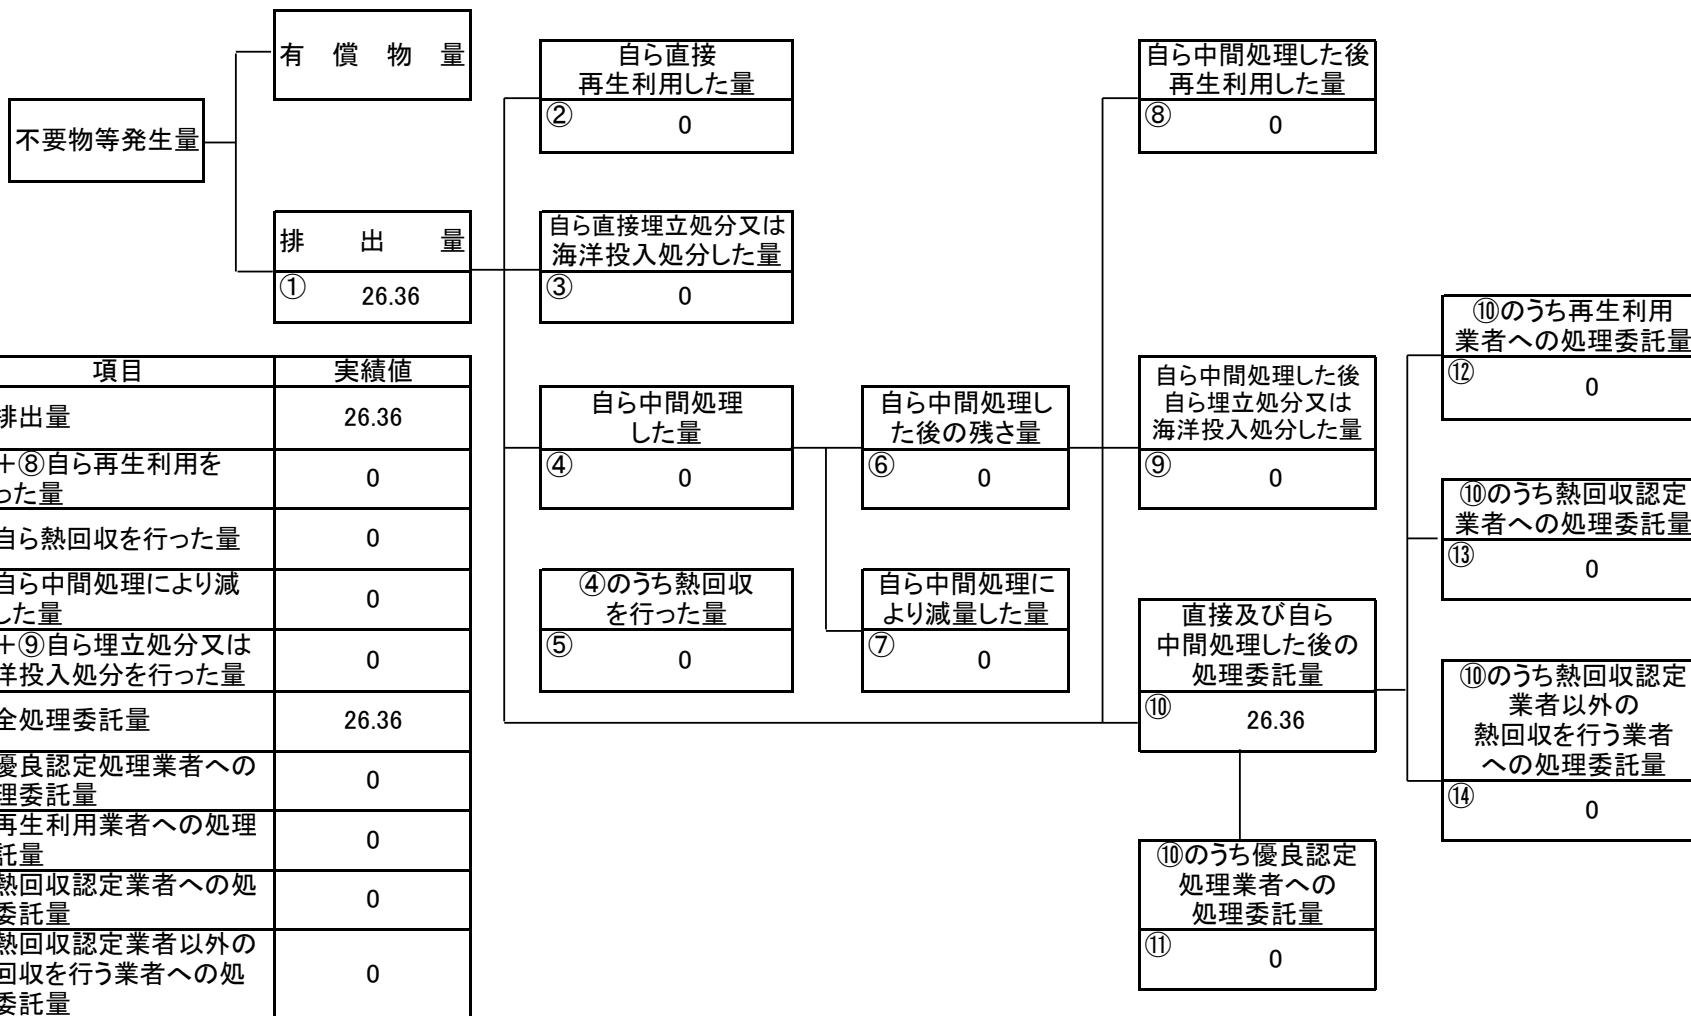 有償物量
不要物等発生量
排出量
①
26.36
自ら直接
再生利用した量
②
0
自ら直接埋立処分又は
海洋投入処分した量
③
0
自ら中間処理
した量
④
0
④のうち熱回収
を行った量
⑤
0
自ら中間処理し
た後の残さ量
⑥
0
自ら中間処理に
より減量した量
⑦
0
自ら中間処理した後
再生利用した量
⑧
0
自ら中間処理した後
自ら埋立処分又は
海洋投入処分した量
⑨
0
直接及び自ら
中間処理した後の
処理委託量
⑩
26.36
⑩のうち優良認定
処理業者への
処理委託量
⑪
0
⑩のうち再生利用
業者への処理委託量
⑫
0
⑩のうち熱回収認定
業者への処理委託量
⑬
0
⑩のうち熱回収認定
業者以外の
熱回収を行う業者
への処理委託量
⑭
0
項目 実績値
排出量 26.36
+⑧自ら再生利用を
った量 0
自ら熱回収を行った量 0
自ら中間処理により減
した量 0
+⑨自ら埋立処分又は
洋投入処分を行った量 0
全処理委託量 26.36
優良認定処理業者への
理委託量 0
再生利用業者への処理
託量 0
熱回収認定業者への処
委託量 0
熱回収認定業者以外の
回収を行う業者への処
委託量 0